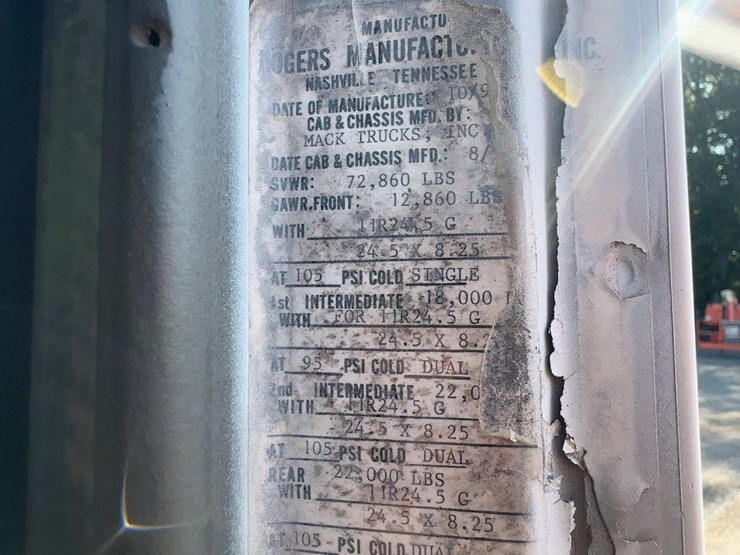 MANUFACTU
OGERS MANUFACTU INC.
NASHVILLE TENNESSEE
DATE OF MANUFACTURE: 10/9
CAB & CHASSIS MFD. BY:
MACK TRUCKS, INC
DATE CAB & CHASSIS MFD.: 8/
GVWR: 72,860 LBS
GAWR.FRONT: 12,860 LBS
WITH 11R24.5 G
24.5 X 8.25
AT 105 PSI COLD SINGLE
1st INTERMEDIATE 18,000
WITH FOR 11R24.5 G
24.5 X 8.2
AT 95 PSI COLD DUAL
2nd INTERMEDIATE 22,0
WITH 11R24.5 G
24.5 X 8.25
AT 105 PSI COLD DUAL
REAR 22,000 LBS
WITH 11R24.5 G
24.5 X 8.25
AT 105 - PSI COLD DUAL